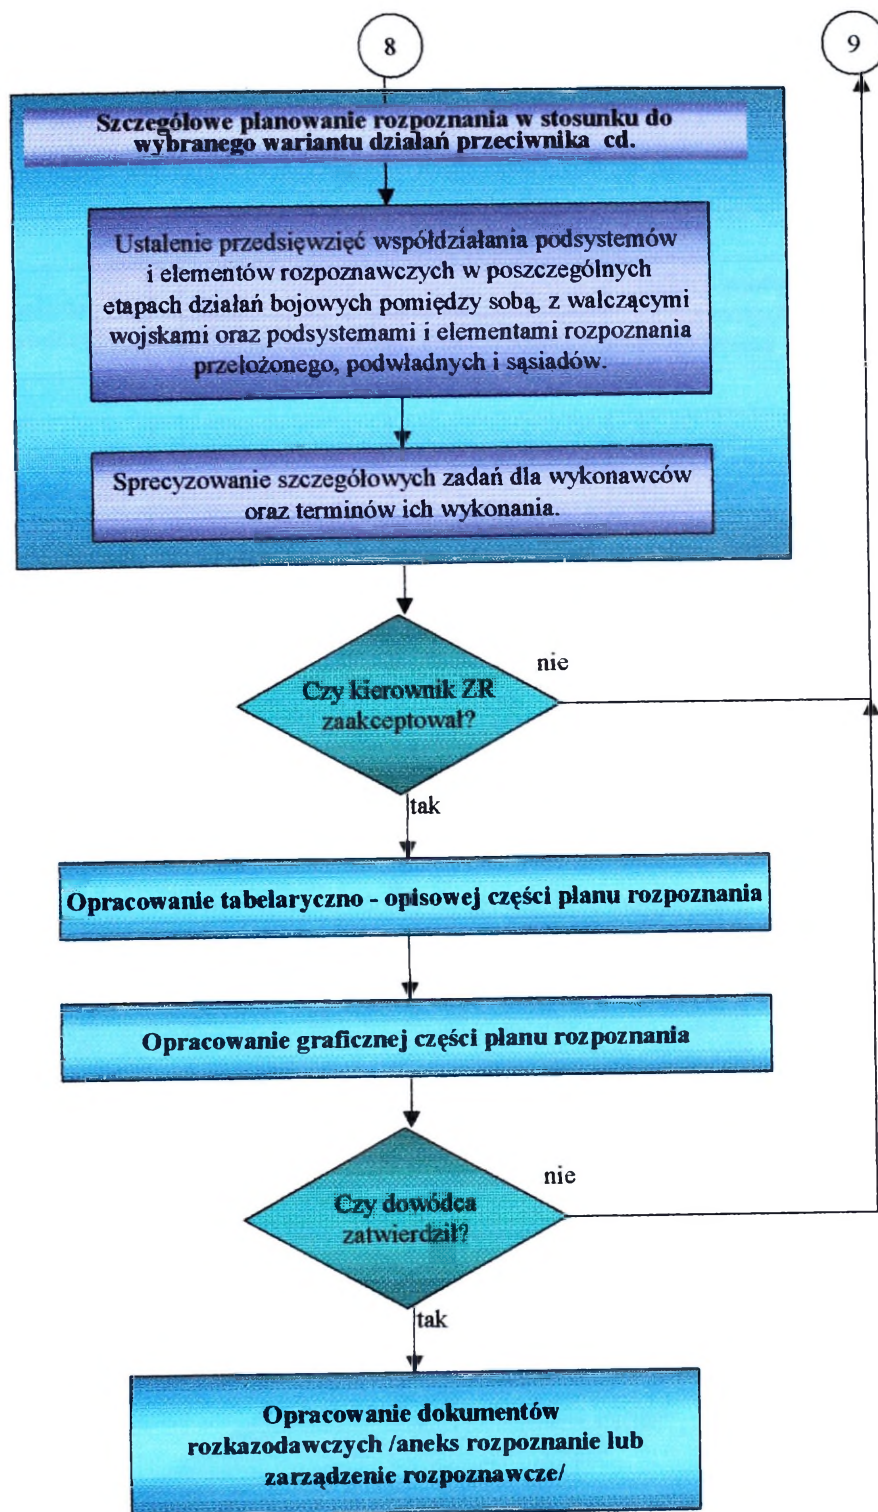 8
9
Szczegółowe planowanie rozpoznania w stosunku do
wybranego wariantu działań przeciwnika cd.
Ustalenie przedsięwzięć współdziałania podsystemów
i elementów rozpoznawczych w poszczególnych
etapach działań bojowych pomiędzy sobą, z walczącymi
wojskami oraz podsystemami i elementami rozpoznania
przełożonego, podwładnych i sąsiadów.
Sprecyzowanie szczegółowych zadań dla wykonawców
oraz terminów ich wykonania.
Czy kierownik ZR
zaakceptował?
nie
tak
Opracowanie tabelaryczno - opisowej części planu rozpoznania
Opracowanie graficznej części planu rozpoznania
Czy dowódca
zatwierdził?
nie
tak
Opracowanie dokumentów
rozkazodawczych /aneks rozpoznanie lub
zarządzenie rozpoznawcze/